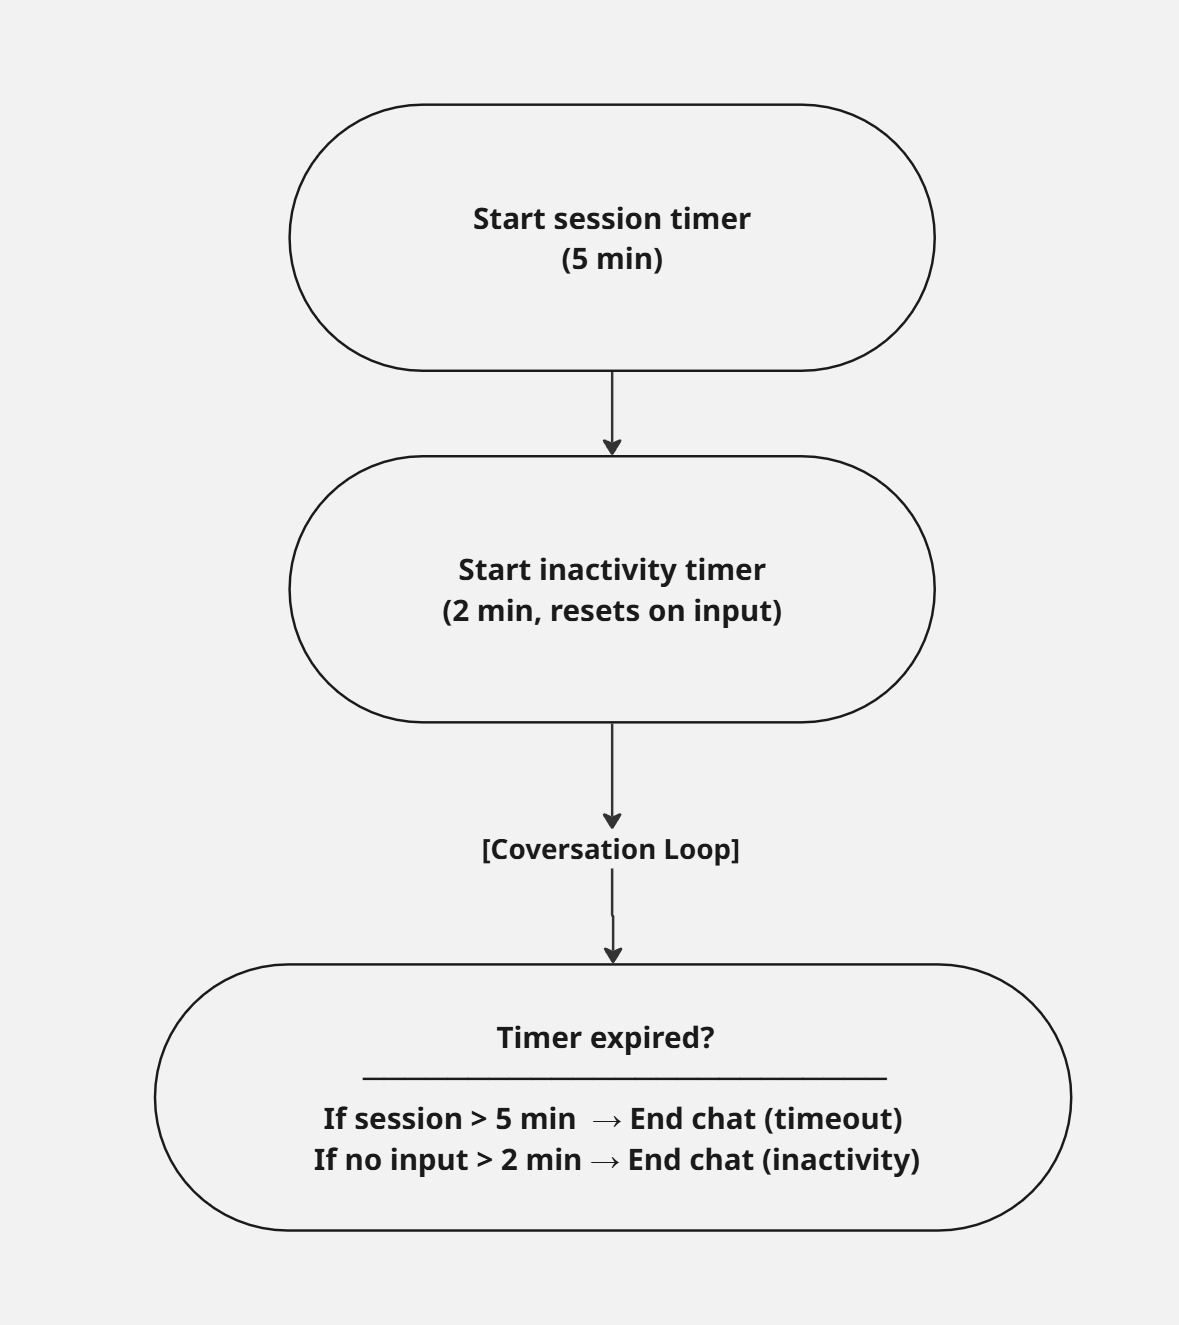 Start session timer
(5 min)
Start inactivity timer
(2 min, resets on input)
[Coversation Loop]
Timer expired?
If session > 5 min → End chat (timeout)
If no input > 2 min → End chat (inactivity)